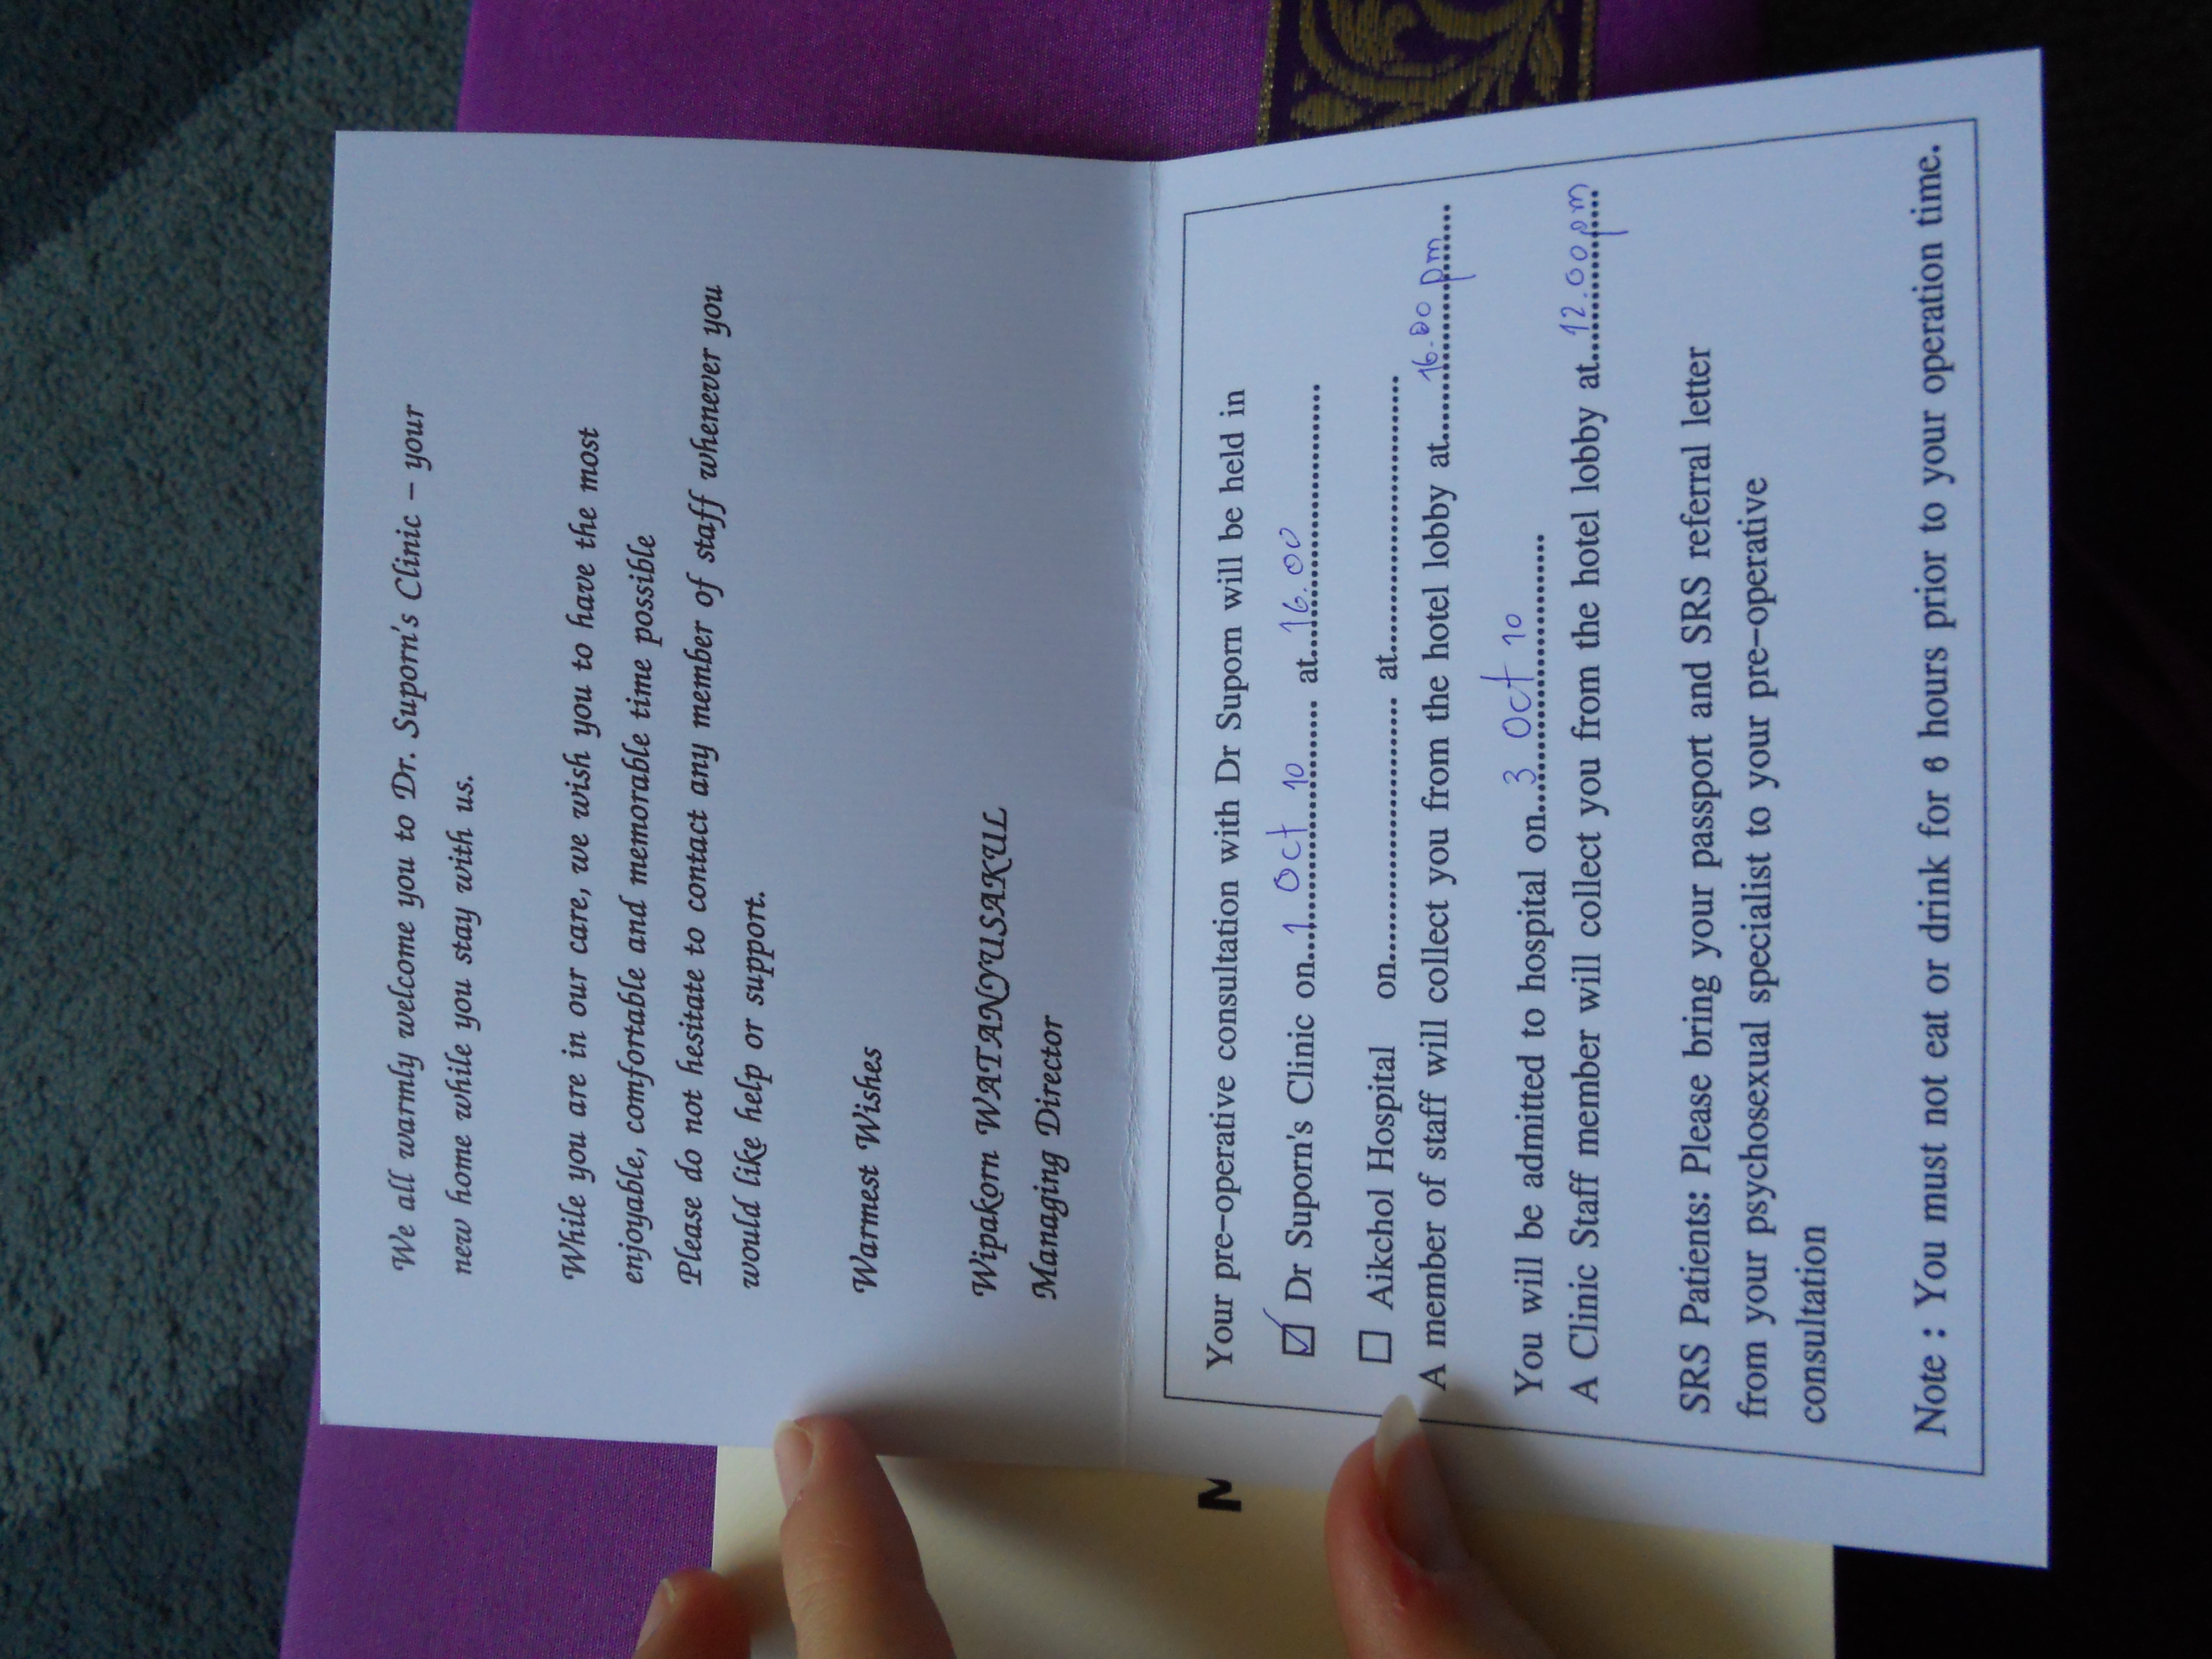 We all warmly welcome you to Dr. Suporn's Clinic – your
new home while you stay with us.
While you are in our care, we wish you to have the most
enjoyable, comfortable and memorable time possible
Please do not hesitate to contact any member of staff whenever you
would like help or support.
Warmest Wishes
Wipakorn WATANYUSAKUL
Managing Director
M
Your pre-operative consultation with Dr Suporn will be held in
☑ Dr Suporn's Clinic on...1 Oct 10... at...16.00...
☐ Aikchol Hospital on... at...
A member of staff will collect you from the hotel lobby at...16.00 pm...
You will be admitted to hospital on...3 Oct 10...
A Clinic Staff member will collect you from the hotel lobby at...12.00 pm...
SRS Patients: Please bring your passport and SRS referral letter
from your psychosexual specialist to your pre-operative
consultation
Note : You must not eat or drink for 6 hours prior to your operation time.